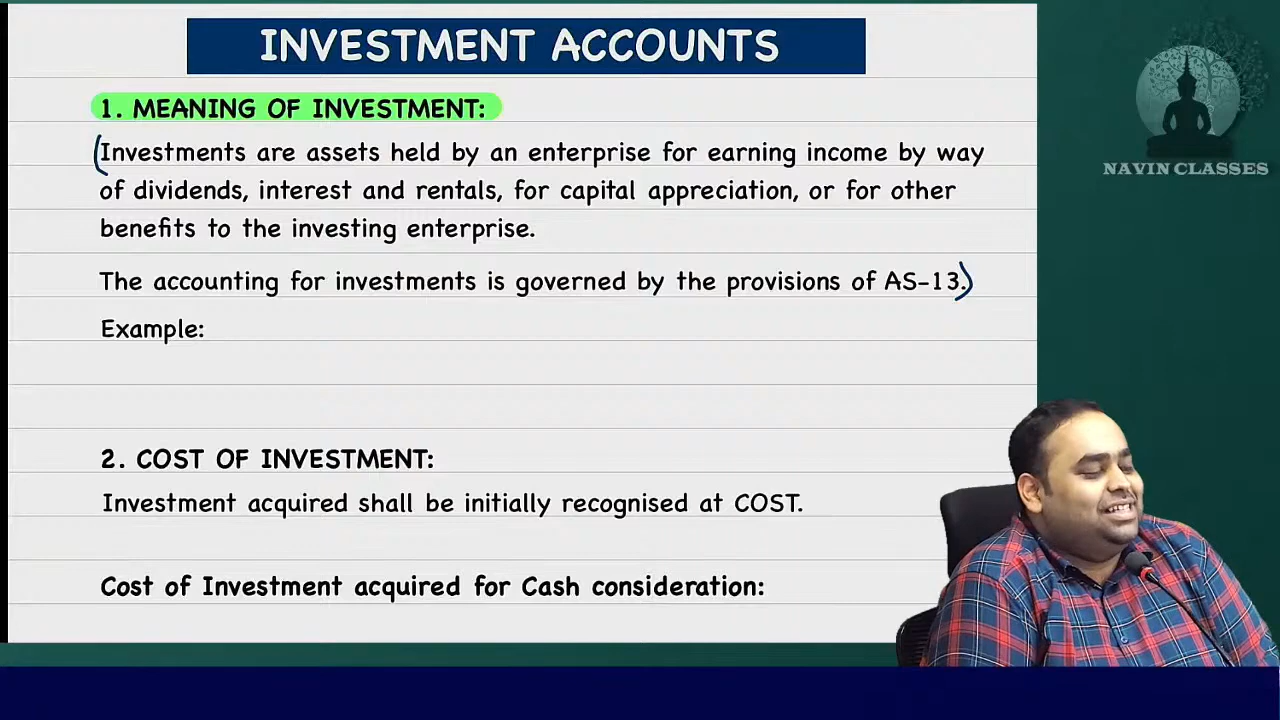 INVESTMENT ACCOUNTS
1. MEANING OF INVESTMENT:
Investments are assets held by an enterprise for earning income by way
of dividends, interest and rentals, for capital appreciation, or for other
benefits to the investing enterprise.
The accounting for investments is governed by the provisions of AS-13.
Example:
2. COST OF INVESTMENT:
Investment acquired shall be initially recognised at COST.
Cost of Investment acquired for Cash consideration:
NAVIN CLASSES